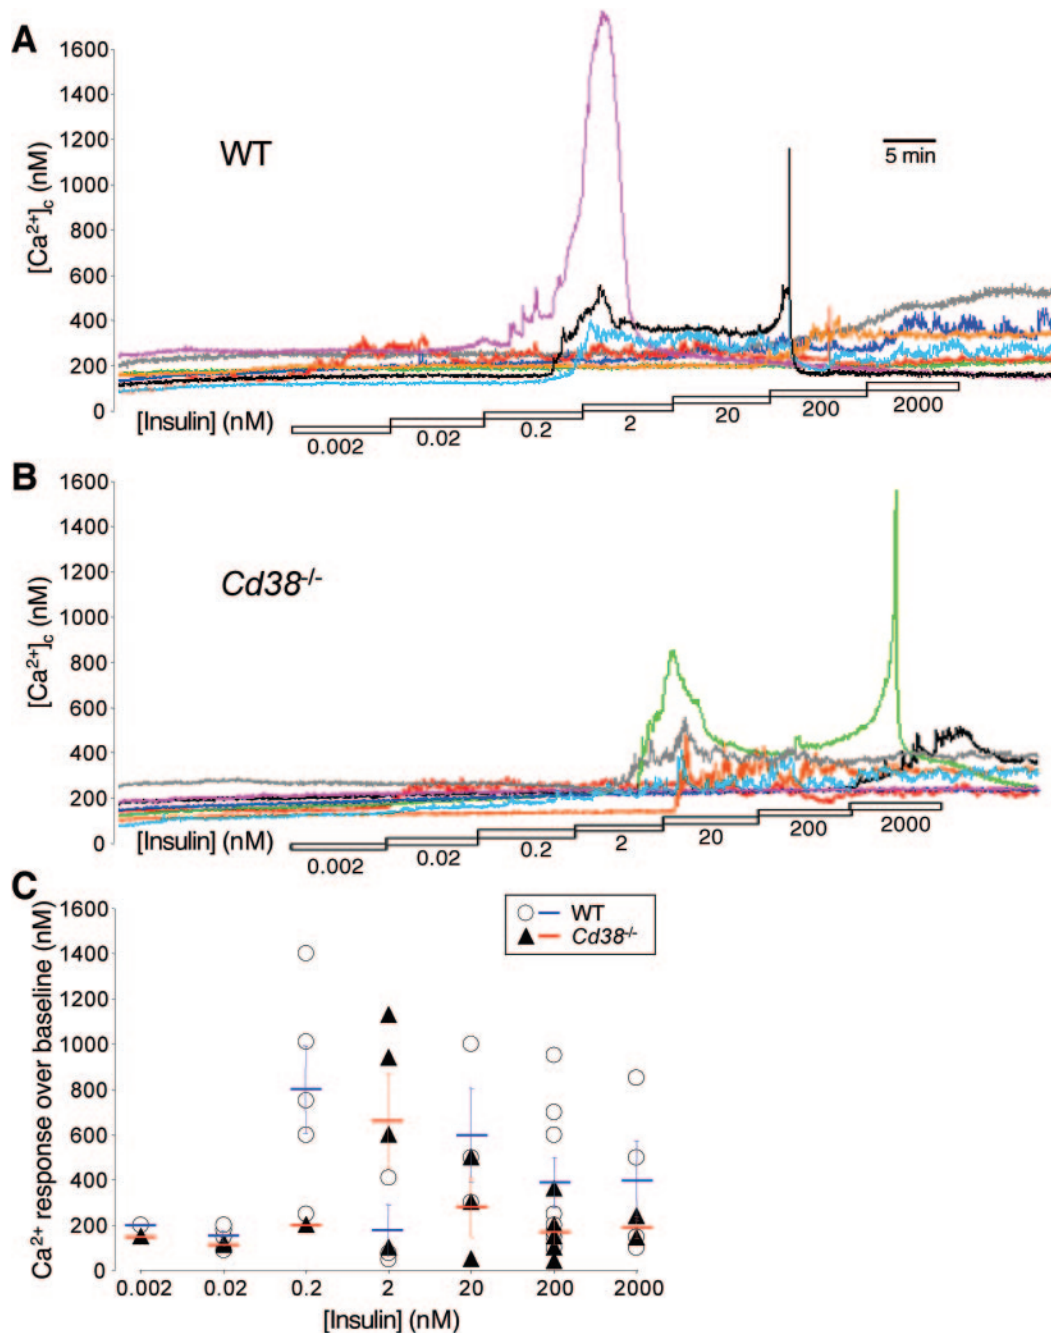 A
1600
1400
1200
1000
800
600
400
200
0
[Ca²⁺]c (nM)
WT
5 min
[Insulin] (nM)
0.002
0.02
0.2
2
20
200
2000
B
1600
1400
1200
1000
800
600
400
200
0
[Ca²⁺]c (nM)
Cd38-/-
[Insulin] (nM)
0.002
0.02
0.2
2
20
200
2000
C
1600
1400
1200
1000
800
600
400
200
0
Ca²⁺ response over baseline (nM)
WT
Cd38-/-
0.002 0.02 0.2 2 20 200 2000
[Insulin] (nM)